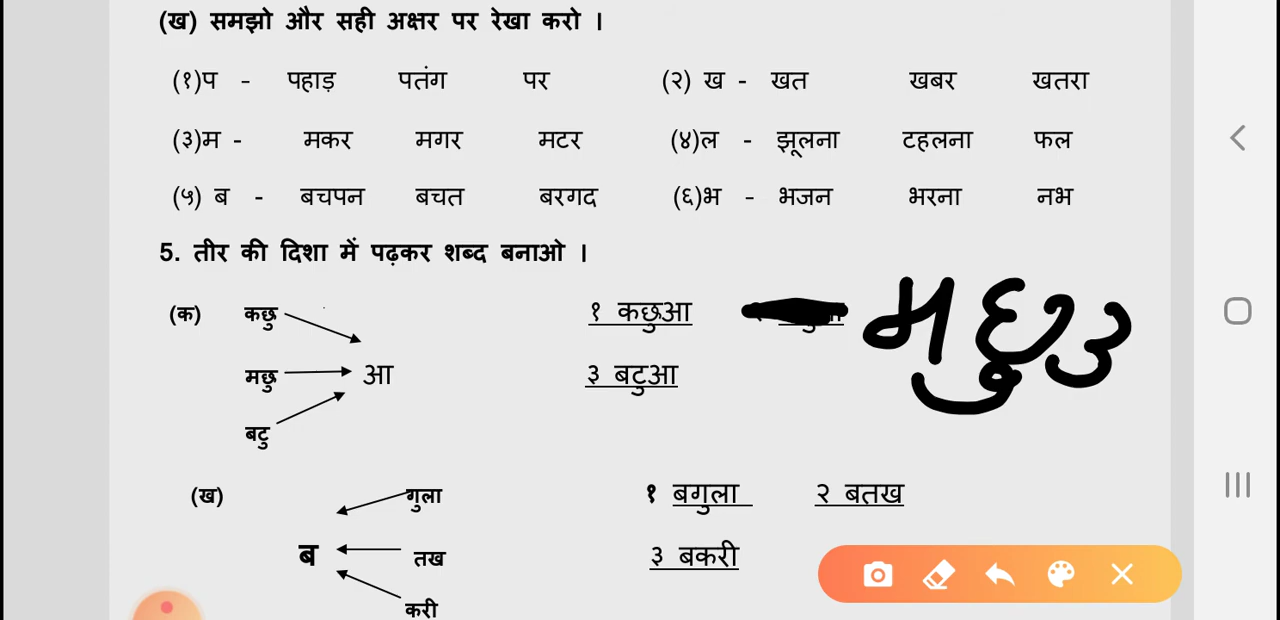 (ख) समझो और सही अक्षर पर रेखा करो ।
(१)प - पहाड़ पतंग पर (२) ख - खत खबर खतरा
(३)म - मकर मगर मटर (४)ल - झूलना टहलना फल
(५) ब - बचपन बचत बरगद (६)भ - भजन भरना नभ
5. तीर की दिशा में पढ़कर शब्द बनाओ ।
(क) कछु १ कछुआ
मछु आ ३ बटुआ
बटु
(ख) गुला १ बगुला २ बतख
ब तख ३ बकरी
करी